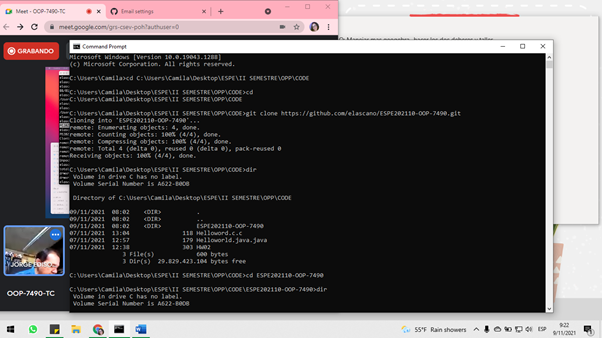 Meet - OOP-7490-TC
Email settings
meet.google.com/grs-csev-poh?authuser=0
GRABANDO
Command Prompt
Microsoft Windows [Version 10.0.19043.1288]
(c) Microsoft Corporation. All rights reserved.
C:\Users\Camila>cd C:\Users\Camila\Desktop\ESPE\II SEMESTRE\OPP\CODE
C:\Users\Camila\Desktop\ESPE\II SEMESTRE\OPP\CODE>cd
C:\Users\Camila\Desktop\ESPE\II SEMESTRE\OPP\CODE
C:\Users\Camila\Desktop\ESPE\II SEMESTRE\OPP\CODE>git clone https://github.com/elascano/ESPE202110-OOP-7490.git
Cloning into 'ESPE202110-OOP-7490'...
remote: Enumerating objects: 4, done.
remote: Counting objects: 100% (4/4), done.
remote: Compressing objects: 100% (4/4), done.
remote: Total 4 (delta 0), reused 0 (delta 0), pack-reused 0
Receiving objects: 100% (4/4), done.
C:\Users\Camila\Desktop\ESPE\II SEMESTRE\OPP\CODE>dir
Volume in drive C has no label.
Volume Serial Number is A622-B0D8
Directory of C:\Users\Camila\Desktop\ESPE\II SEMESTRE\OPP\CODE
09/11/2021 08:02 <DIR> .
09/11/2021 08:02 <DIR> ..
09/11/2021 08:02 <DIR> ESPE202110-OOP-7490
07/11/2021 13:04 118 Helloword.c.c
07/11/2021 12:57 179 Helloworld.java.java
07/11/2021 12:38 303 HW02
3 File(s) 600 bytes
3 Dir(s) 29.829.423.104 bytes free
C:\Users\Camila\Desktop\ESPE\II SEMESTRE\OPP\CODE>cd ESPE202110-OOP-7490
C:\Users\Camila\Desktop\ESPE\II SEMESTRE\OPP\CODE\ESPE202110-OOP-7490>dir
Volume in drive C has no label.
Volume Serial Number is A622-B0D8
OOP-7490-TC
55°F Rain showers
ESP
9:22
9/11/2021